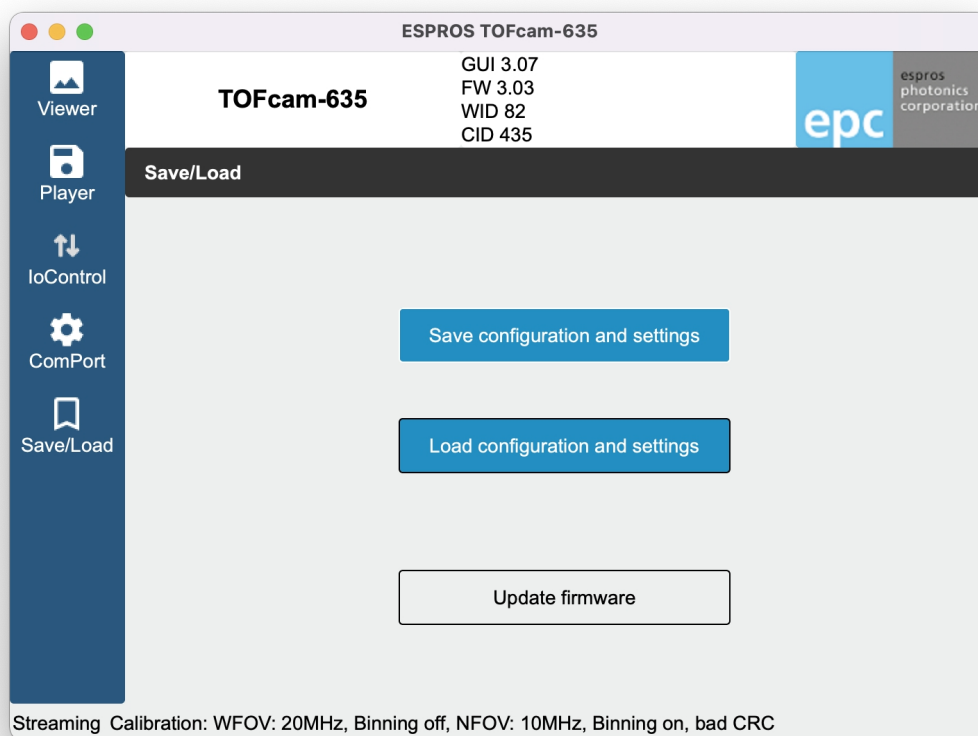 ESPROS TOFcam-635
Viewer
Player
IoControl
ComPort
Save/Load
TOFcam-635
GUI 3.07
FW 3.03
WID 82
CID 435
epc
espros
photonics
corporation
Save/Load
Save configuration and settings
Load configuration and settings
Update firmware
Streaming Calibration: WFOV: 20MHz, Binning off, NFOV: 10MHz, Binning on, bad CRC